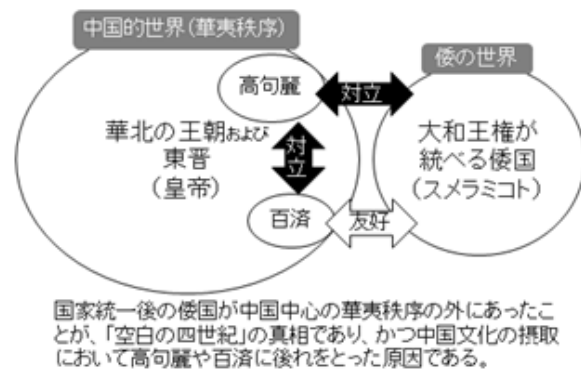 中国的世界（華夷秩序）
高句麗
対立
倭の世界
華北の王朝および
東晋
（皇帝）
対立
大和王権が
統べる倭国
（スメラミコト）
百済
友好
国家統一後の倭国が中国中心の華夷秩序の外にあったこ
とが、「空白の四世紀」の真相であり、かつ中国文化の摂取
において高句麗や百済に後れをとった原因である。